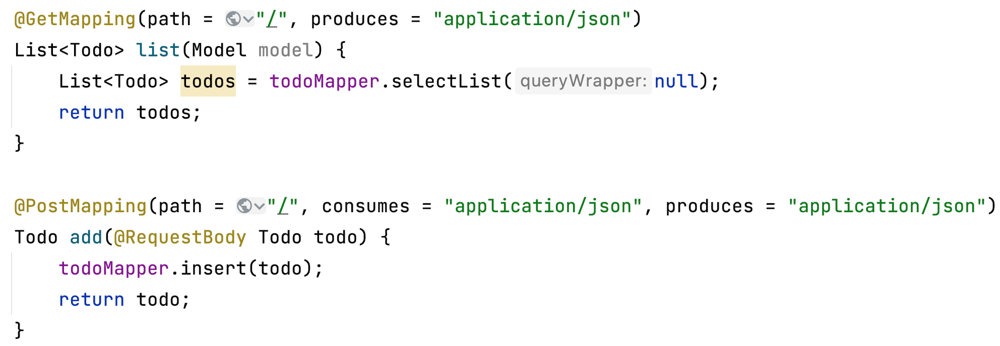 @GetMapping(path = "/", produces = "application/json")
List<Todo> list(Model model) {
    List<Todo> todos = todoMapper.selectList( queryWrapper: null);
    return todos;
}

@PostMapping(path = "/", consumes = "application/json", produces = "application/json")
Todo add(@RequestBody Todo todo) {
    todoMapper.insert(todo);
    return todo;
}